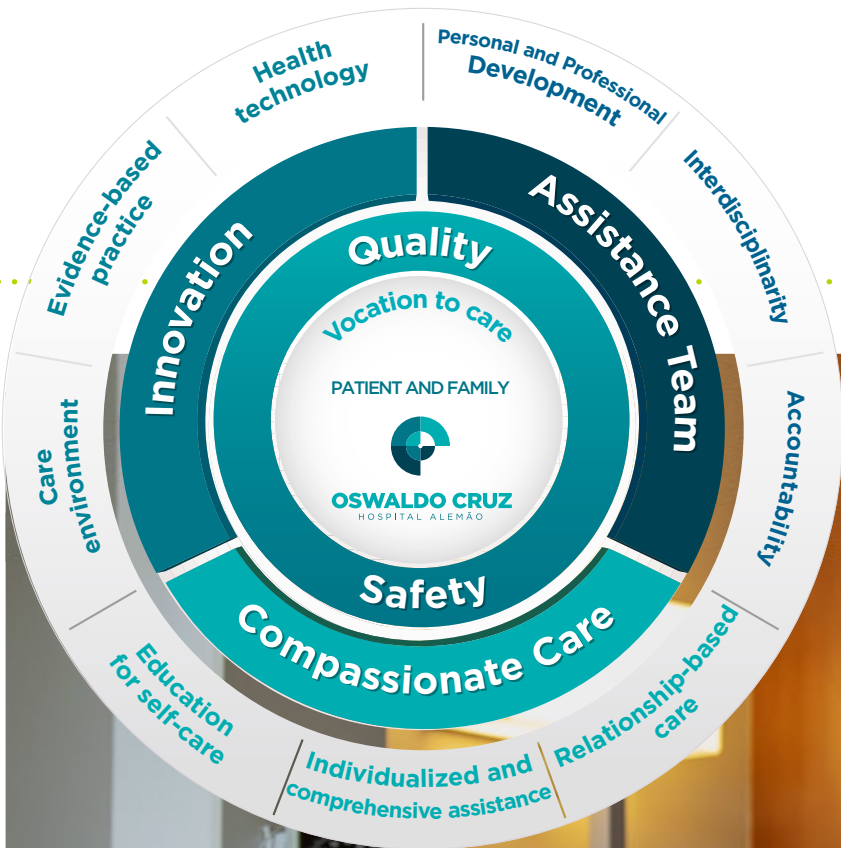 Health
technology
Personal and Professional
Development
Interdisciplinarity
Accountability
Relationship-based
care
Individualized and
comprehensive assistance
Education
for self-care
Care
environment
Evidence-based
practice
Innovation
Assistance Team
Compassionate Care
Quality
Safety
Vocation to care
PATIENT AND FAMILY
OSWALDO CRUZ
HOSPITAL ALEMÃO